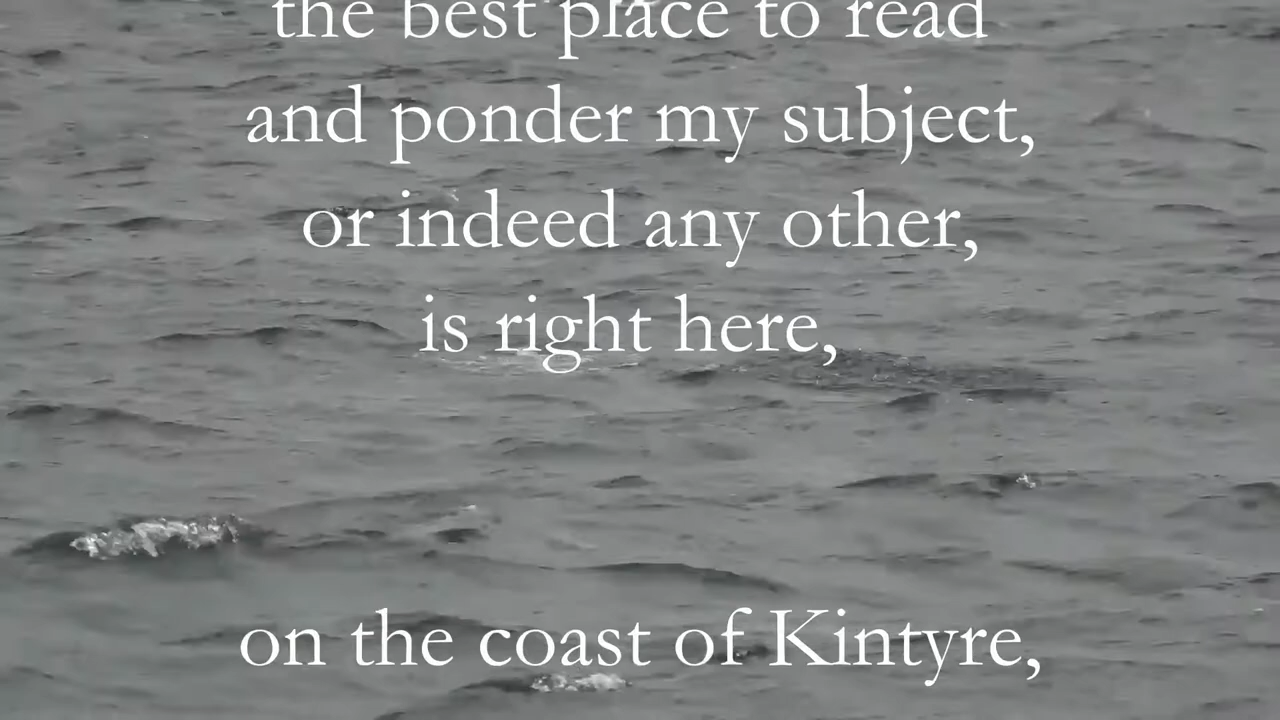 the best place to read
and ponder my subject,
or indeed any other,
is right here,
on the coast of Kintyre,